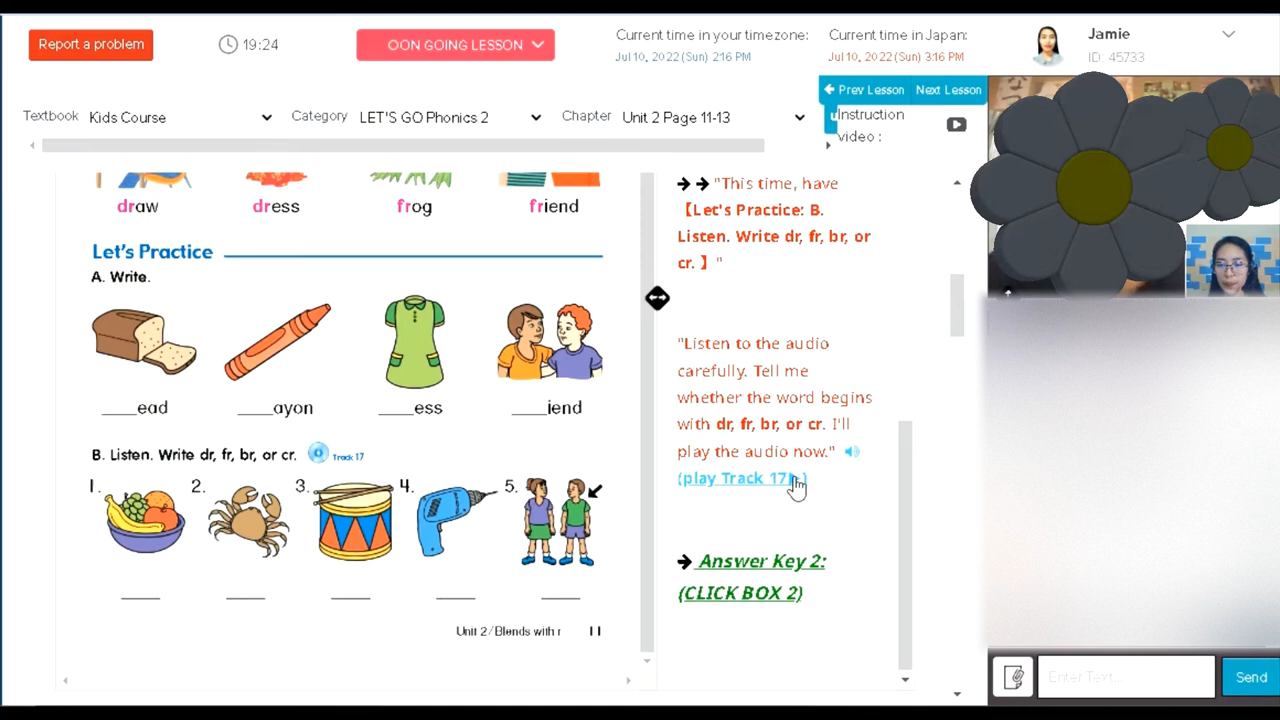 Report a problem
19:24
OON GOING LESSON
Current time in your timezone:
Jul 10, 2022 (Sun) 2:16 PM
Current time in Japan:
Jul 10, 2022 (Sun) 3:16 PM
Jamie
ID: 45733
Prev Lesson
Next Lesson
Textbook
Kids Course
Category
LET'S GO Phonics 2
Chapter
Unit 2 Page 11-13
Instruction
video :
draw
dress
frog
friend
Let's Practice
A. Write.
____ead
____ayon
____ess
____iend
B. Listen. Write dr, fr, br, or cr.
Track 17
1.
2.
3.
4.
5.
Unit 2/Blends with r
11
"This time, have
【Let's Practice: B.
Listen. Write dr, fr, br, or
cr. 】"
"Listen to the audio
carefully. Tell me
whether the word begins
with dr, fr, br, or cr. I'll
play the audio now."
(play Track 17)
Answer Key 2:
(CLICK BOX 2)
Enter Text...
Send